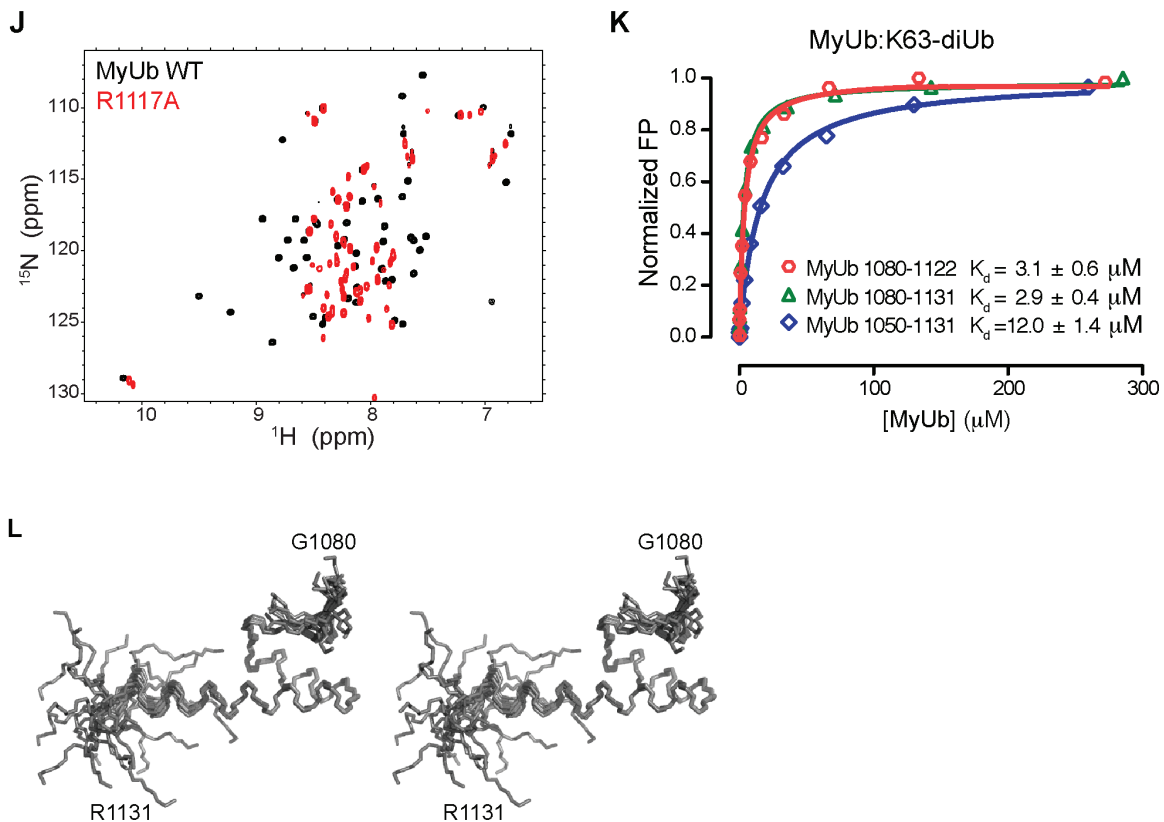 J
MyUb WT
R1117A
110
115
120
125
130
15N (ppm)
10 9 8 7
1H (ppm)
K
MyUb:K63-diUb
1.0
0.8
0.6
0.4
0.2
0.0
Normalized FP
MyUb 1080-1122 Kd = 3.1 ± 0.6 μM
MyUb 1080-1131 Kd = 2.9 ± 0.4 μM
MyUb 1050-1131 Kd =12.0 ± 1.4 μM
0 100 200 300
[MyUb] (μM)
L
G1080 G1080
R1131 R1131